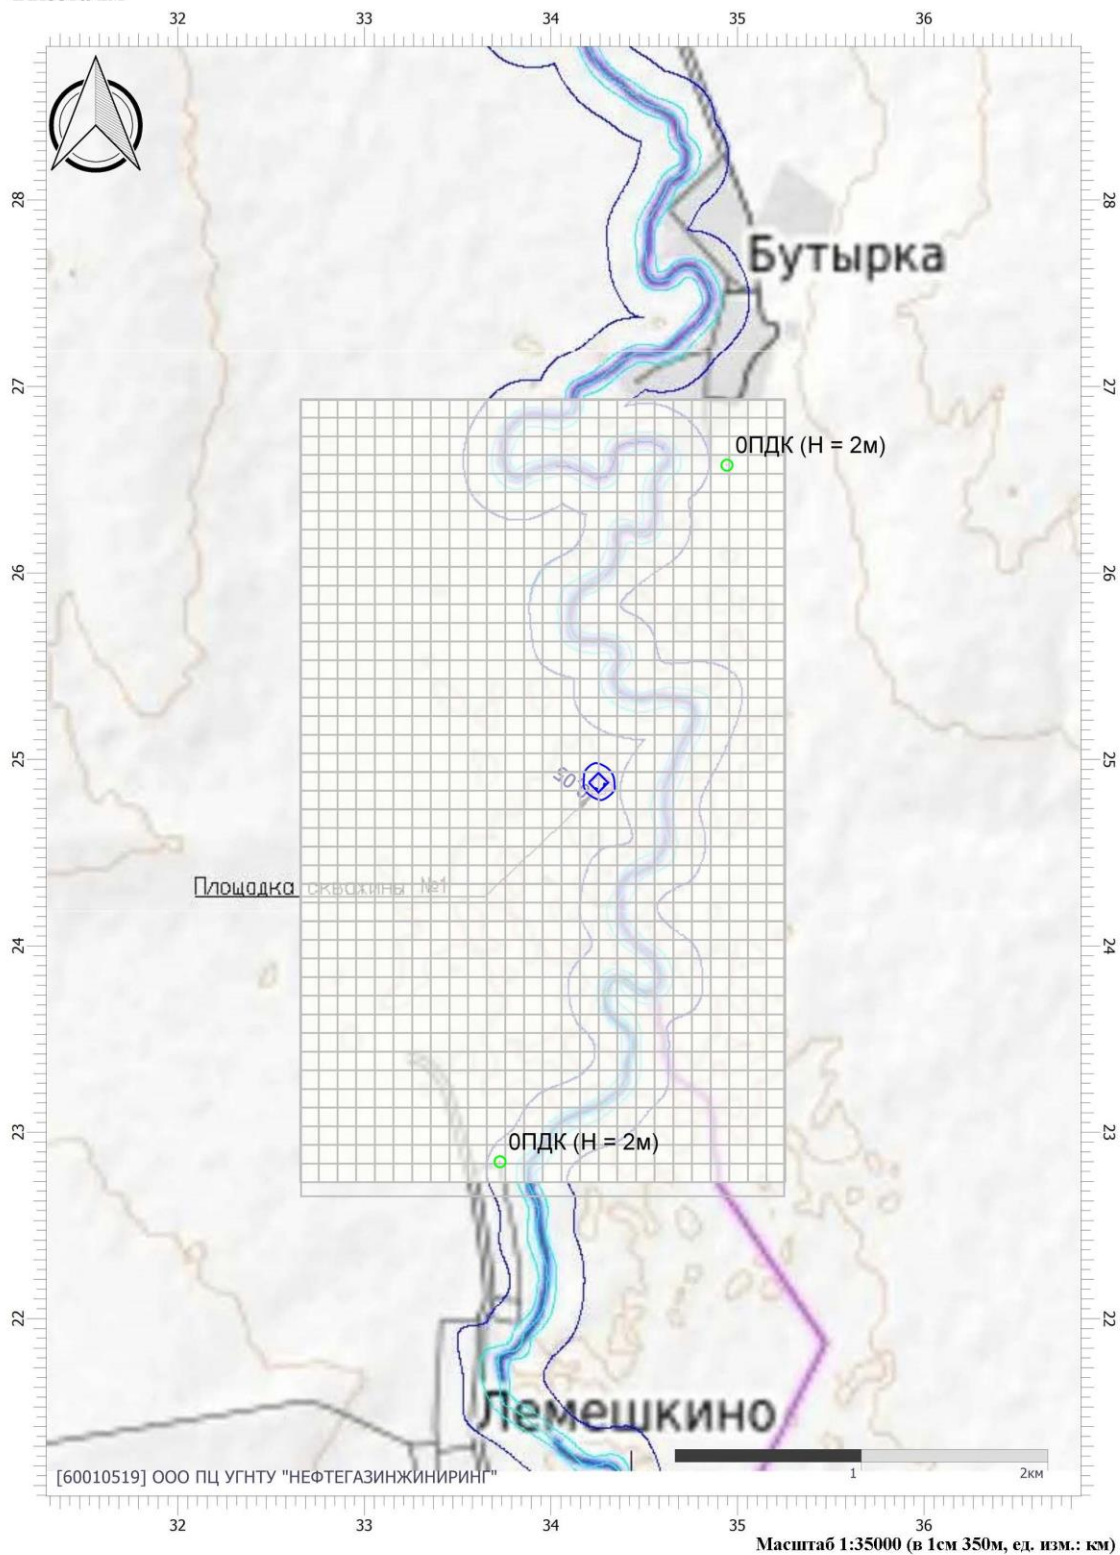 32 33 34 35 36
28 28
Бутырка
27 27
0ПДК (Н = 2м)
26 26
25 25
0,05
Площадка скважины №1
24 24
23 23
0ПДК (Н = 2м)
22 22
Лемешкино
[60010519] ООО ПЦ УГНТУ "НЕФТЕГАЗИНЖИНИРИНГ"
1 2км
32 33 34 35 36
Масштаб 1:35000 (в 1см 350м, ед. изм.: км)